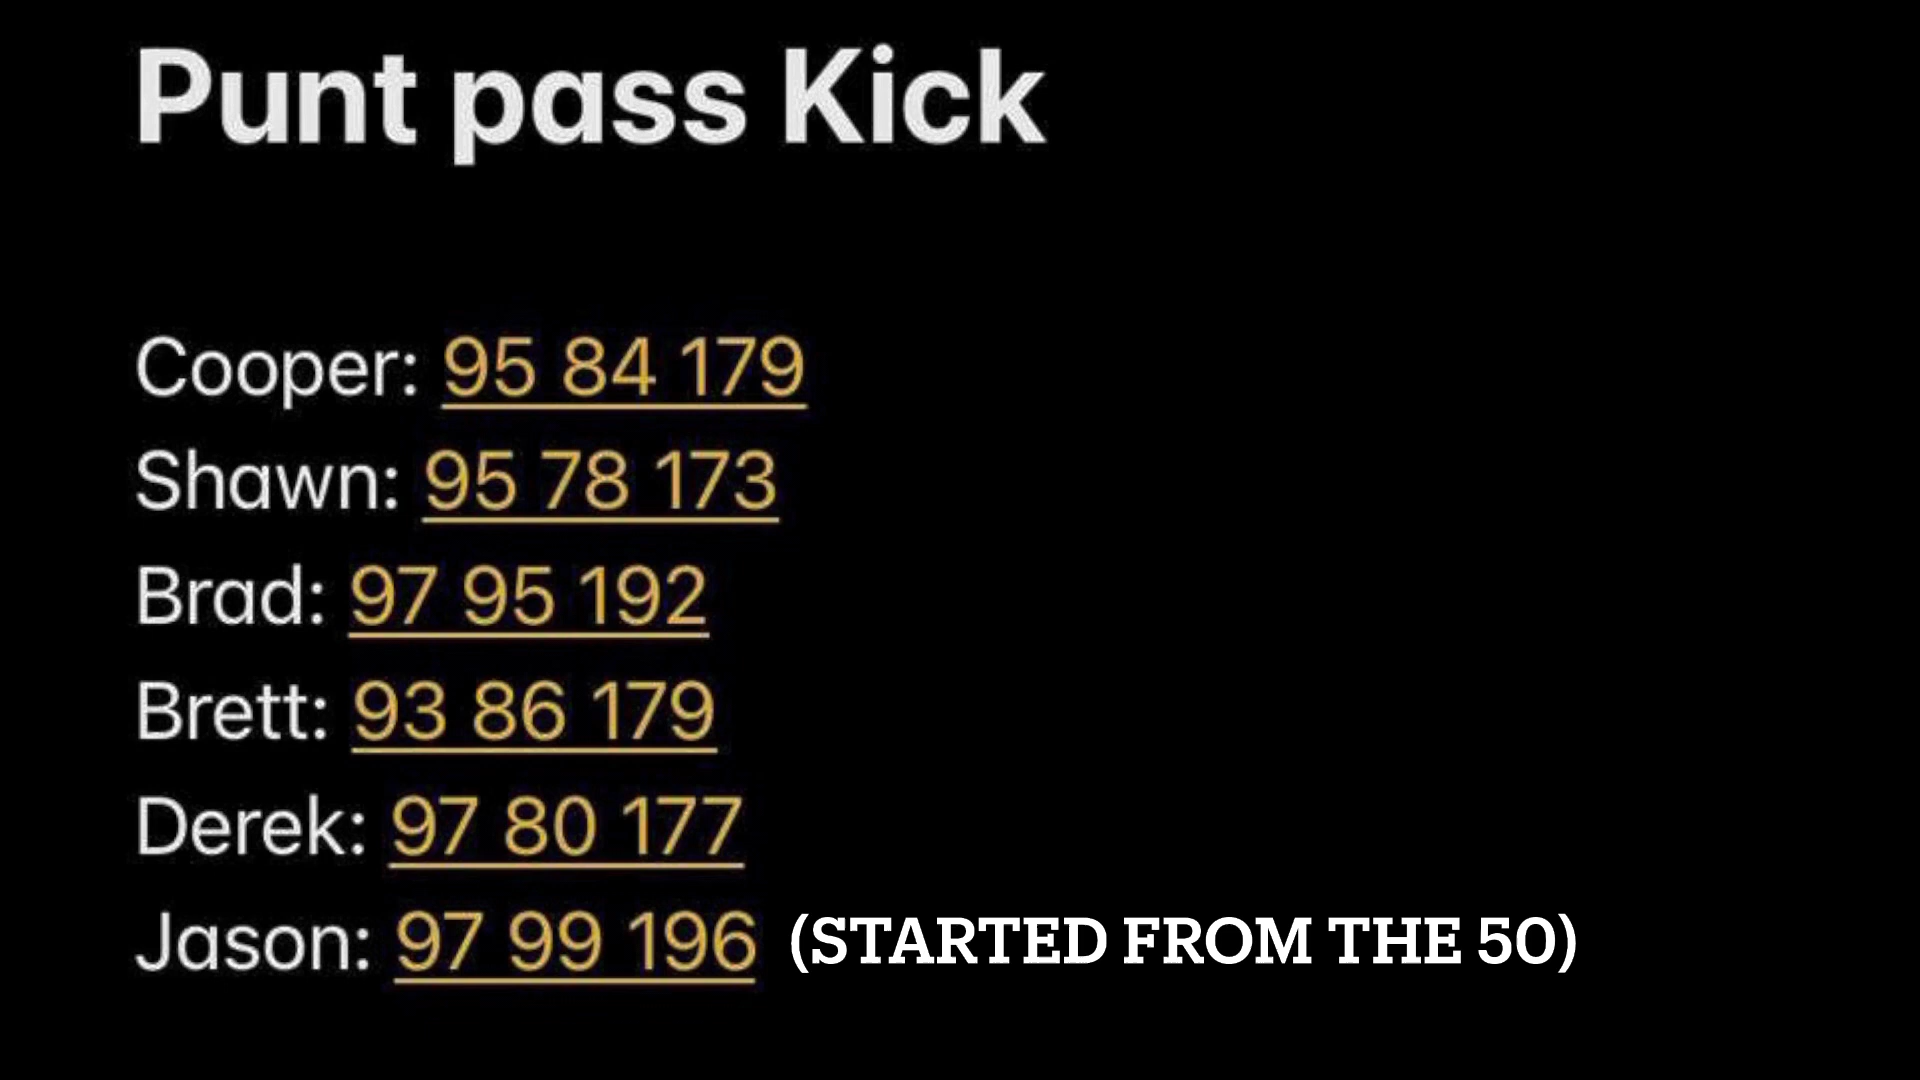 Punt pass Kick
Cooper: 95 84 179
Shawn: 95 78 173
Brad: 97 95 192
Brett: 93 86 179
Derek: 97 80 177
Jason: 97 99 196 (STARTED FROM THE 50)